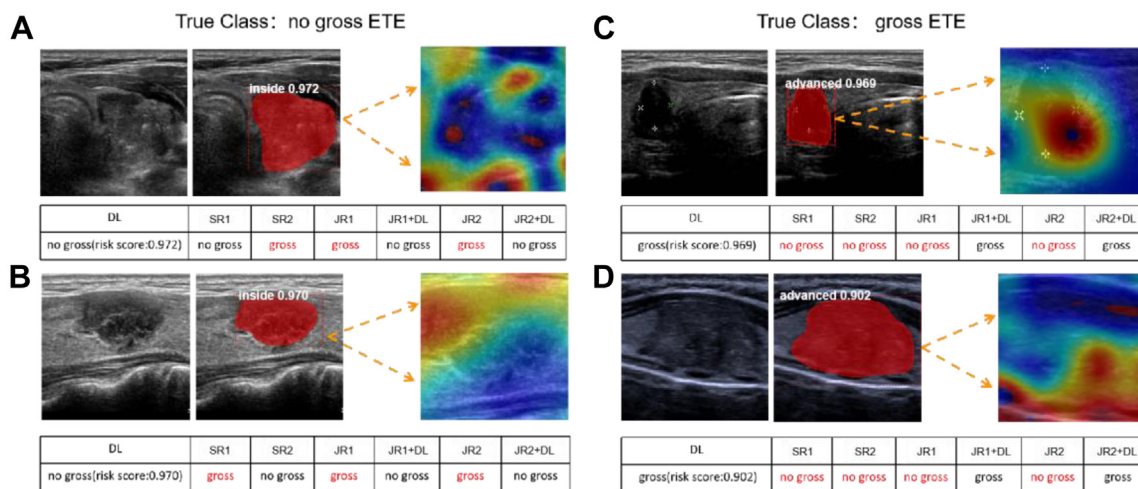 True Class: no gross ETE
A
inside 0.972
DL SR1 SR2 JR1 JR1+DL JR2 JR2+DL
no gross(risk score:0.972) no gross gross gross no gross gross no gross
B
inside 0.970
DL SR1 SR2 JR1 JR1+DL JR2 JR2+DL
no gross(risk score:0.970) gross no gross gross no gross gross no gross
True Class: gross ETE
C
advanced 0.969
DL SR1 SR2 JR1 JR1+DL JR2 JR2+DL
gross(risk score:0.969) no gross no gross no gross gross no gross gross
D
advanced 0.902
DL SR1 SR2 JR1 JR1+DL JR2 JR2+DL
gross(risk score:0.902) no gross no gross no gross gross no gross gross